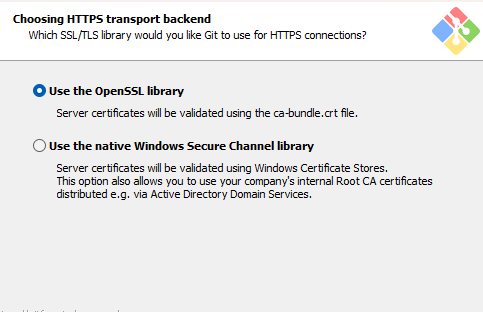 Choosing HTTPS transport backend
Which SSL/TLS library would you like Git to use for HTTPS connections?
Use the OpenSSL library
Server certificates will be validated using the ca-bundle.crt file.
Use the native Windows Secure Channel library
Server certificates will be validated using Windows Certificate Stores.
This option also allows you to use your company's internal Root CA certificates
distributed e.g. via Active Directory Domain Services.